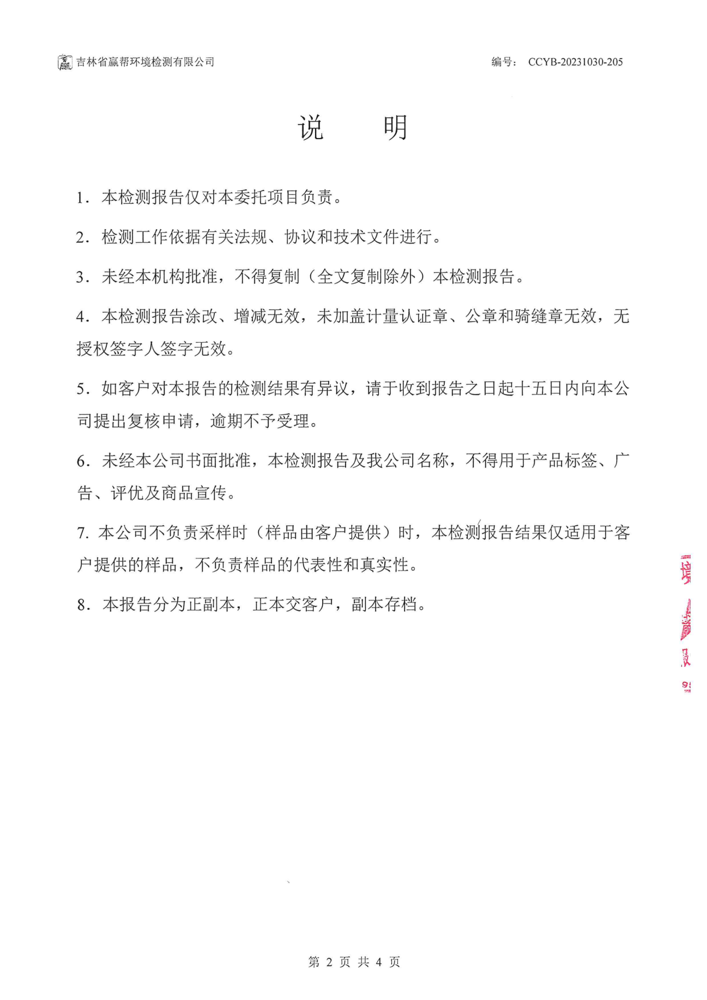 吉林省赢帮环境检测有限公司 编号： CCYB-20231030-205
说 明
1. 本检测报告仅对本委托项目负责。
2. 检测工作依据有关法规、协议和技术文件进行。
3. 未经本机构批准，不得复制（全文复制除外）本检测报告。
4. 本检测报告涂改、增减无效，未加盖计量认证章、公章和骑缝章无效，无
授权签字人签字无效。
5. 如客户对本报告的检测结果有异议，请于收到报告之日起十五日内向本公
司提出复核申请，逾期不予受理。
6. 未经本公司书面批准，本检测报告及我公司名称，不得用于产品标签、广
告、评优及商品宣传。
7. 本公司不负责采样时（样品由客户提供）时，本检测报告结果仅适用于客
户提供的样品，不负责样品的代表性和真实性。
8. 本报告分为正副本，正本交客户，副本存档。
第 2 页 共 4 页